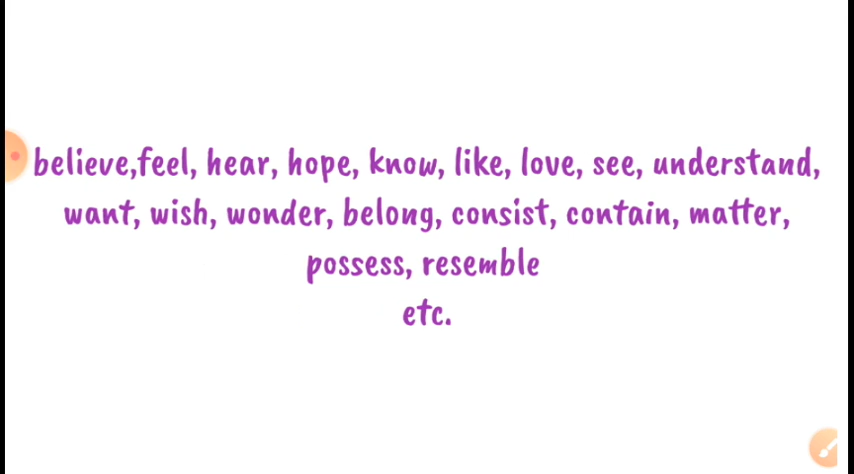 believe,feel, hear, hope, know, like, love, see, understand,
want, wish, wonder, belong, consist, contain, matter,
possess, resemble
etc.